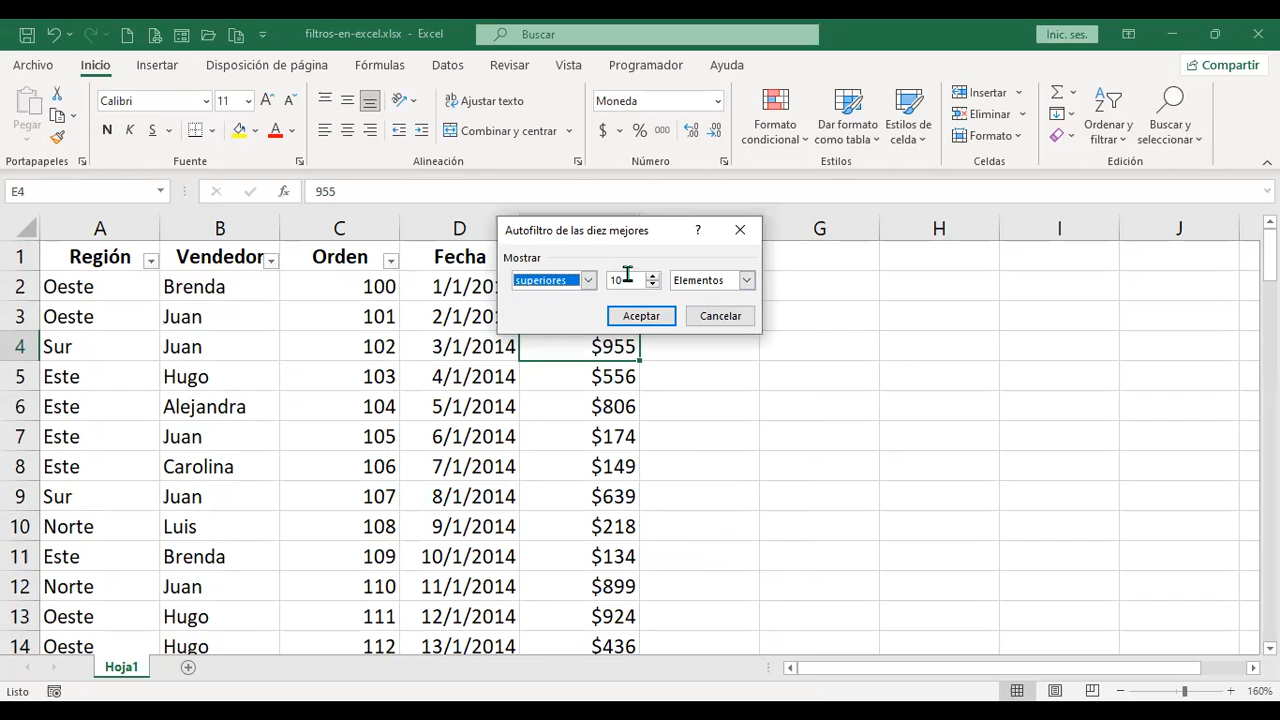 filtros-en-excel.xlsx - Excel
Buscar
Inic. ses.
Archivo Inicio Insertar Disposición de página Fórmulas Datos Revisar Vista Programador Ayuda Compartir
Pegar
Calibri 11
N K S
Ajustar texto
Combinar y centrar
Moneda
$ % 000
Formato condicional
Dar formato como tabla
Estilos de celda
Insertar
Eliminar
Formato
Ordenar y filtrar
Buscar y seleccionar
Portapapeles Fuente Alineación Número Estilos Celdas Edición
E4 fx 955
A B C D G H I J
1 Región Vendedor Orden Fecha
Autofiltro de las diez mejores ?
Mostrar
superiores 10 Elementos
Aceptar Cancelar
2 Oeste Brenda 100 1/1/201
3 Oeste Juan 101 2/1/201
4 Sur Juan 102 3/1/2014 $955
5 Este Hugo 103 4/1/2014 $556
6 Este Alejandra 104 5/1/2014 $806
7 Este Juan 105 6/1/2014 $174
8 Este Carolina 106 7/1/2014 $149
9 Sur Juan 107 8/1/2014 $639
10 Norte Luis 108 9/1/2014 $218
11 Este Brenda 109 10/1/2014 $134
12 Norte Juan 110 11/1/2014 $899
13 Oeste Hugo 111 12/1/2014 $924
14 Oeste Hugo 112 13/1/2014 $436
Hoja1
Listo 160%